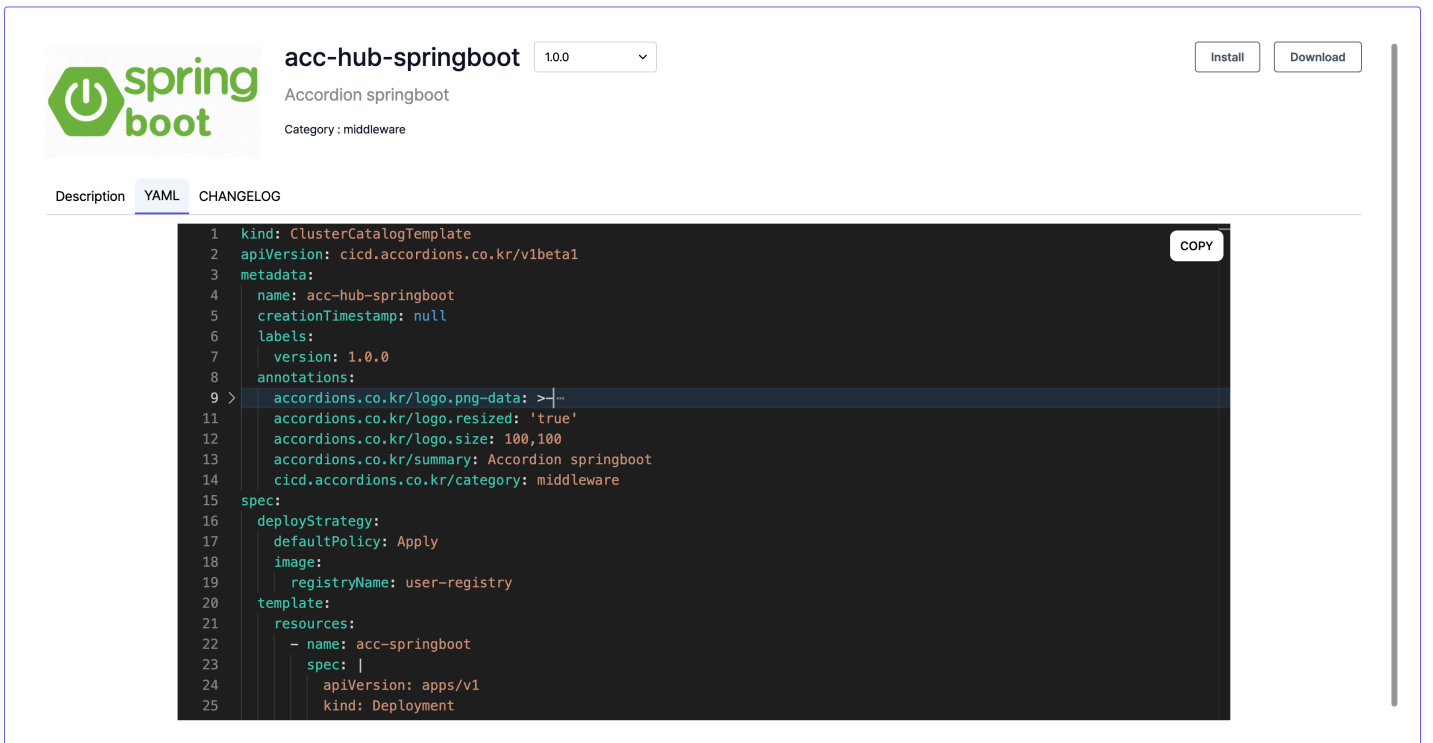 spring
boot
acc-hub-springboot 1.0.0 Install Download
Accordion springboot
Category : middleware
Description YAML CHANGELOG
COPY
1 kind: ClusterCatalogTemplate
2 apiVersion: cicd.accordions.co.kr/v1beta1
3 metadata:
4   name: acc-hub-springboot
5   creationTimestamp: null
6   labels:
7     version: 1.0.0
8   annotations:
9     accordions.co.kr/logo.png-data: >-…
11     accordions.co.kr/logo.resized: 'true'
12     accordions.co.kr/logo.size: 100,100
13     accordions.co.kr/summary: Accordion springboot
14     cicd.accordions.co.kr/category: middleware
15 spec:
16   deployStrategy:
17     defaultPolicy: Apply
18     image:
19       registryName: user-registry
20   template:
21     resources:
22       - name: acc-springboot
23         spec: |
24           apiVersion: apps/v1
25           kind: Deployment